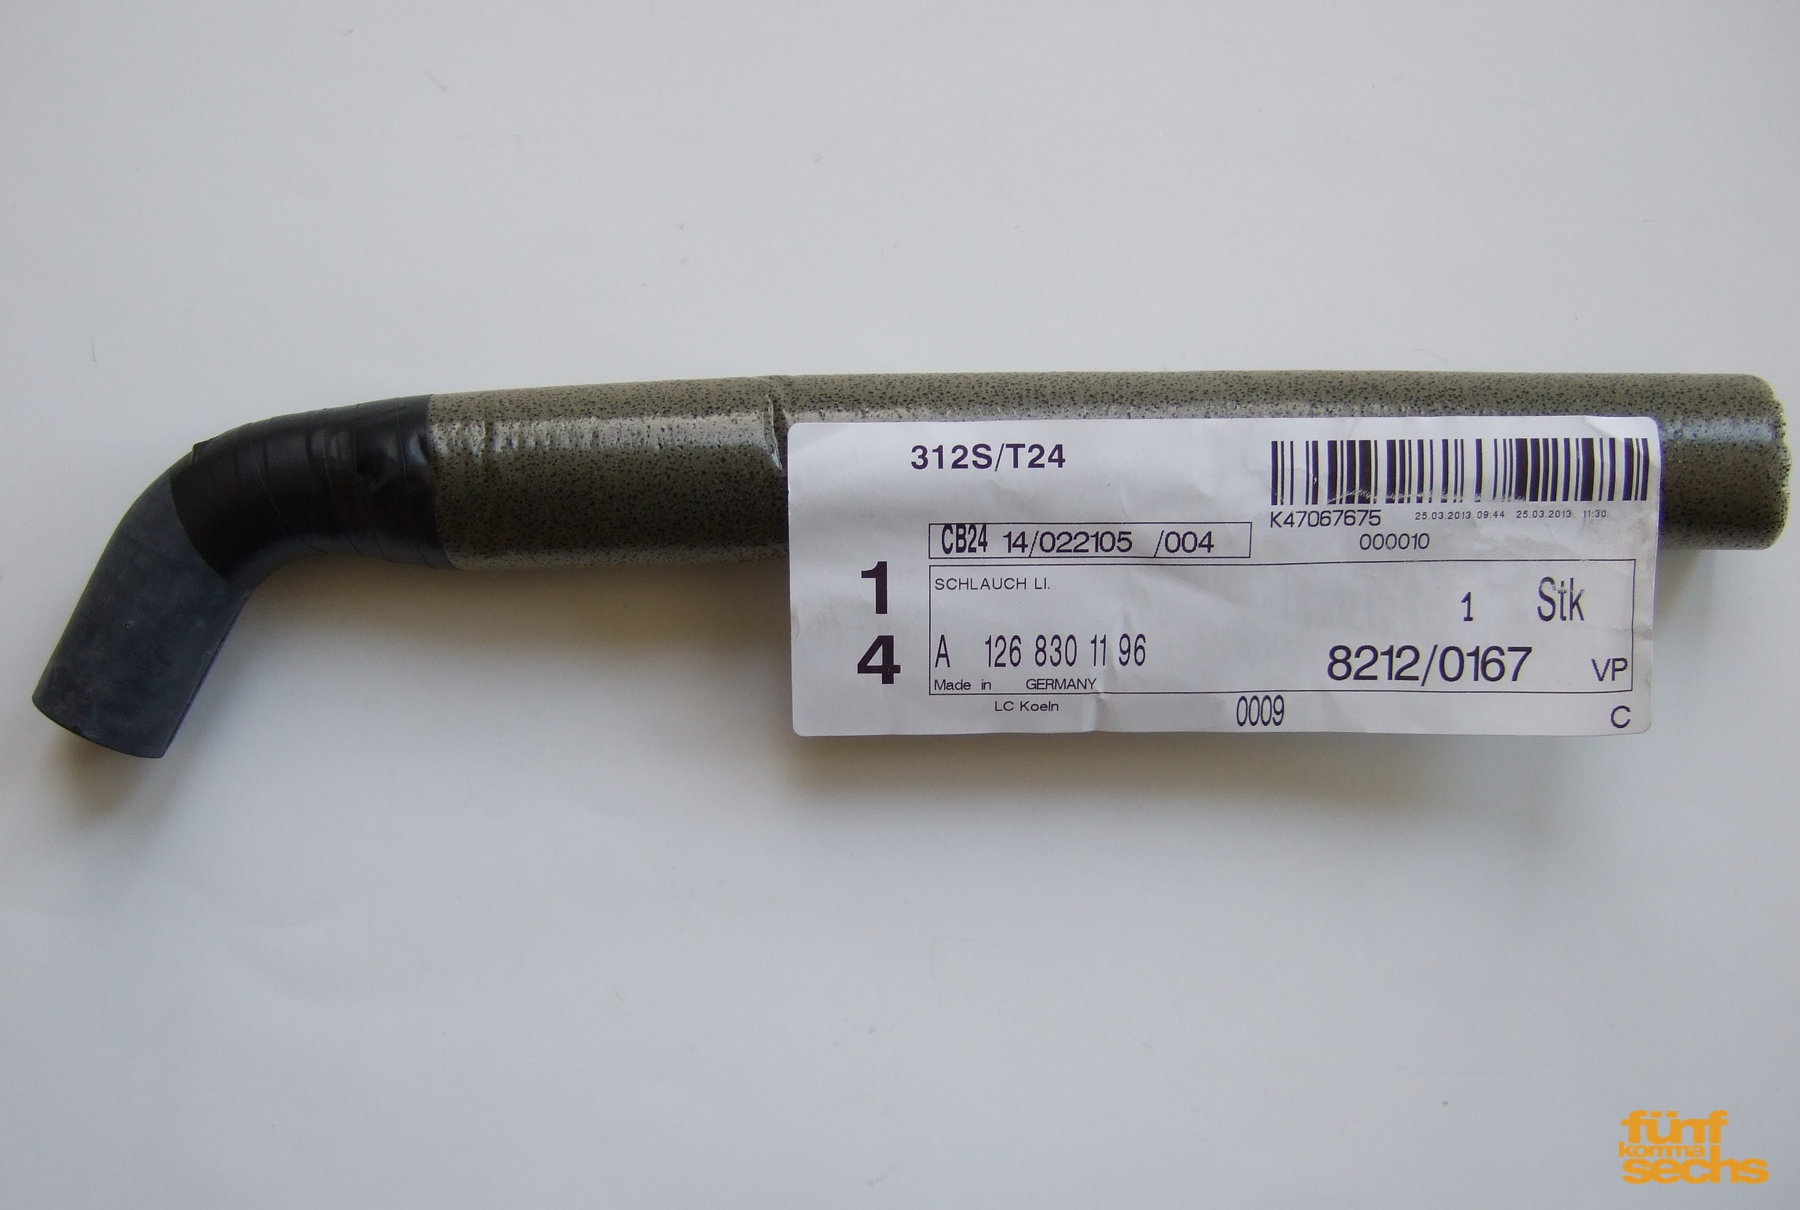 312S/T24
K47067675 25.03.2013 09:44 25.03.2013 11:30
000010
CB24 14/022105 /004
1
4
SCHLAUCH LI.
1 Stk
A 126 830 11 96
8212/0167 VP
Made in GERMANY
LC Koeln
0009
C
fünf
komma
sechs